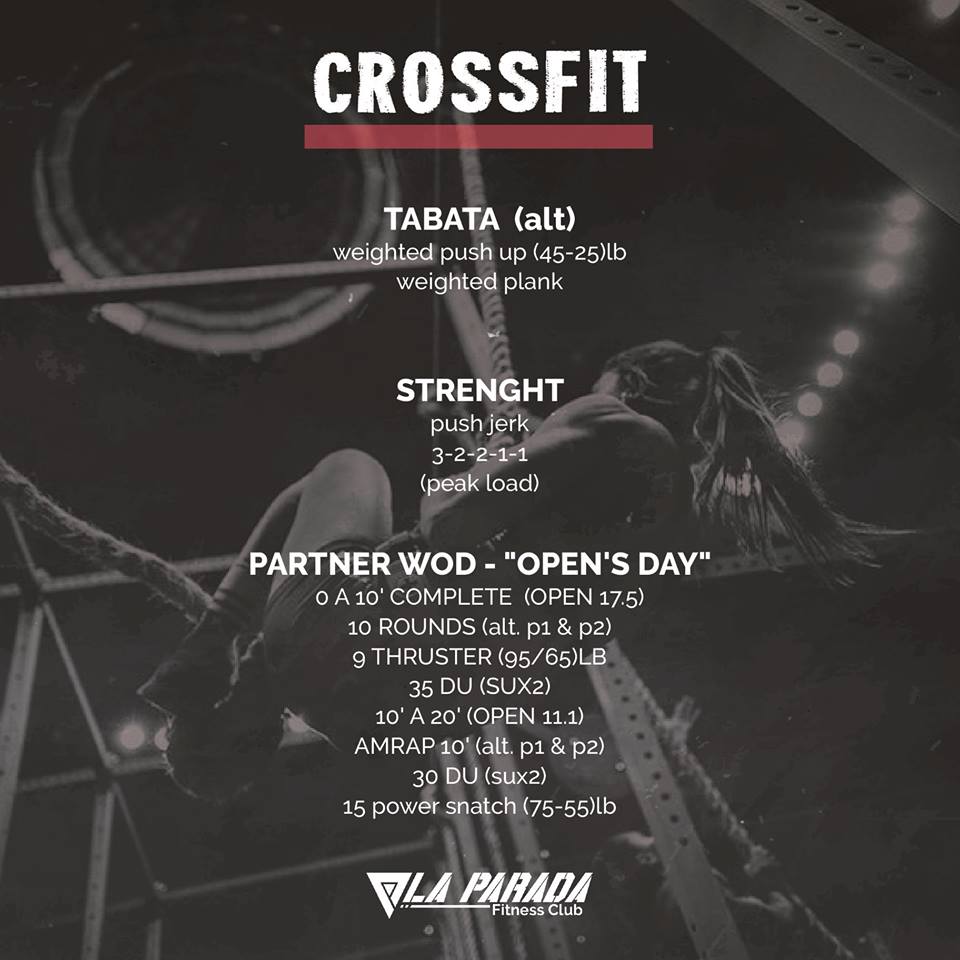 CROSSFIT
TABATA (alt)
weighted push up (45-25)lb
weighted plank
STRENGHT
push jerk
3-2-2-1-1
(peak load)
PARTNER WOD - "OPEN'S DAY"
0 A 10' COMPLETE (OPEN 17.5)
10 ROUNDS (alt. p1 & p2)
9 THRUSTER (95/65)LB
35 DU (SUX2)
10' A 20' (OPEN 11.1)
AMRAP 10' (alt. p1 & p2)
30 DU (sux2)
15 power snatch (75-55)lb
LA PARADA
Fitness Club